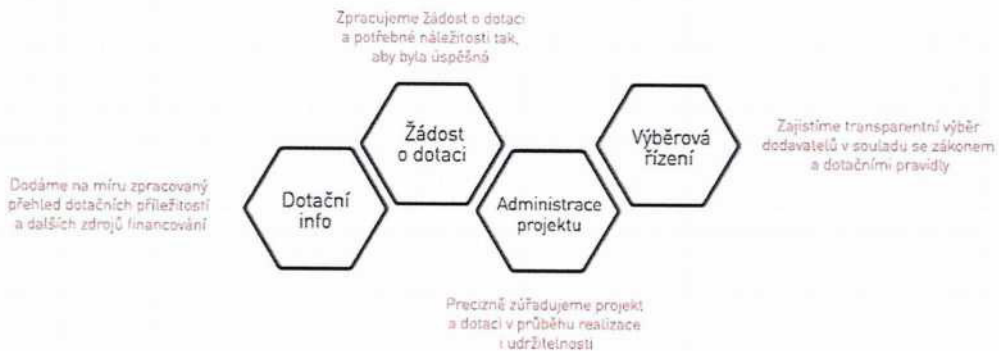 Zpracujeme žádost o dotaci
a potřebné náležitosti tak,
aby byla úspěšná
Žádost
o dotaci
Výběrová
řízení
Zajistíme transparentní výběr
dodavatelů v souladu se zákonem
a dotačními pravidly
Dodáme na míru zpracovaný
přehled dotačních příležitostí
a dalších zdrojů financování
Dotační
info
Administrace
projektu
Precizně zúřadujeme projekt
a dotaci v průběhu realizace
i udržitelnosti